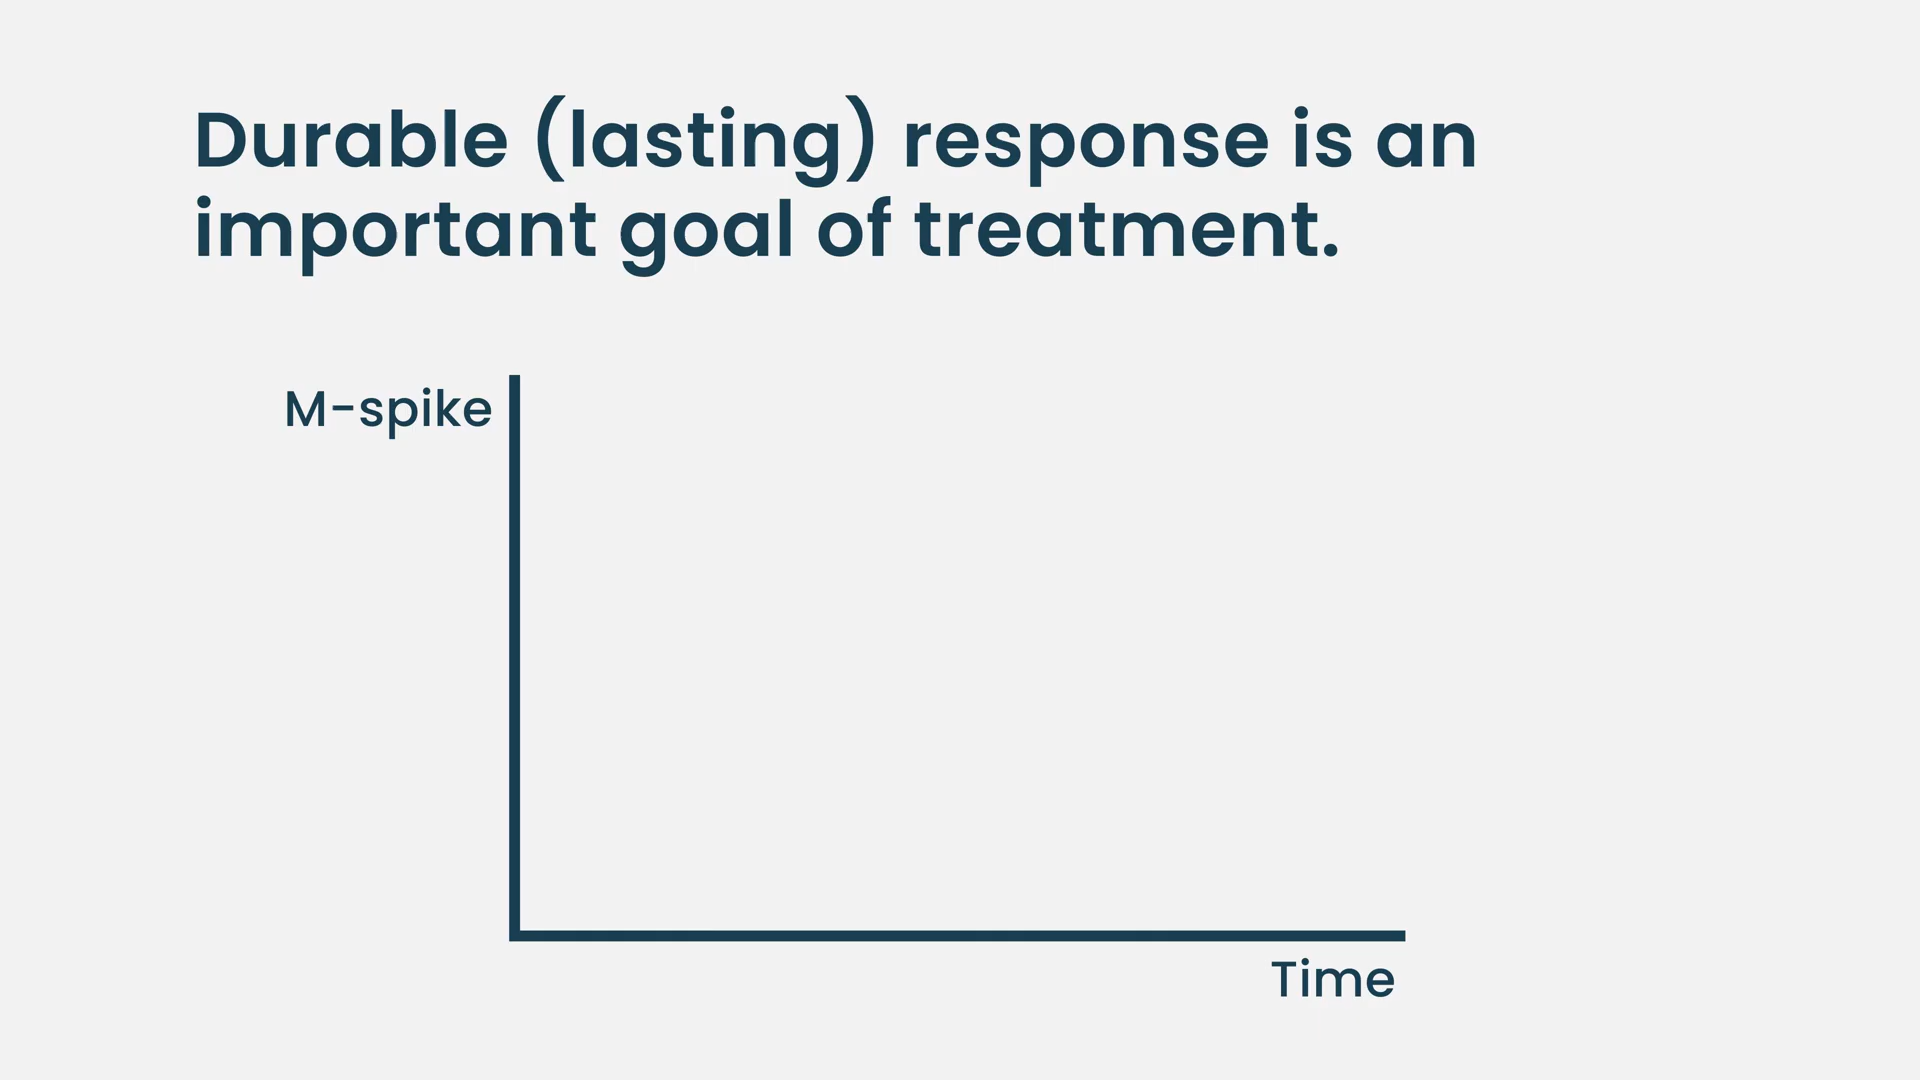 Durable (lasting) response is an
important goal of treatment.
M-spike
Time